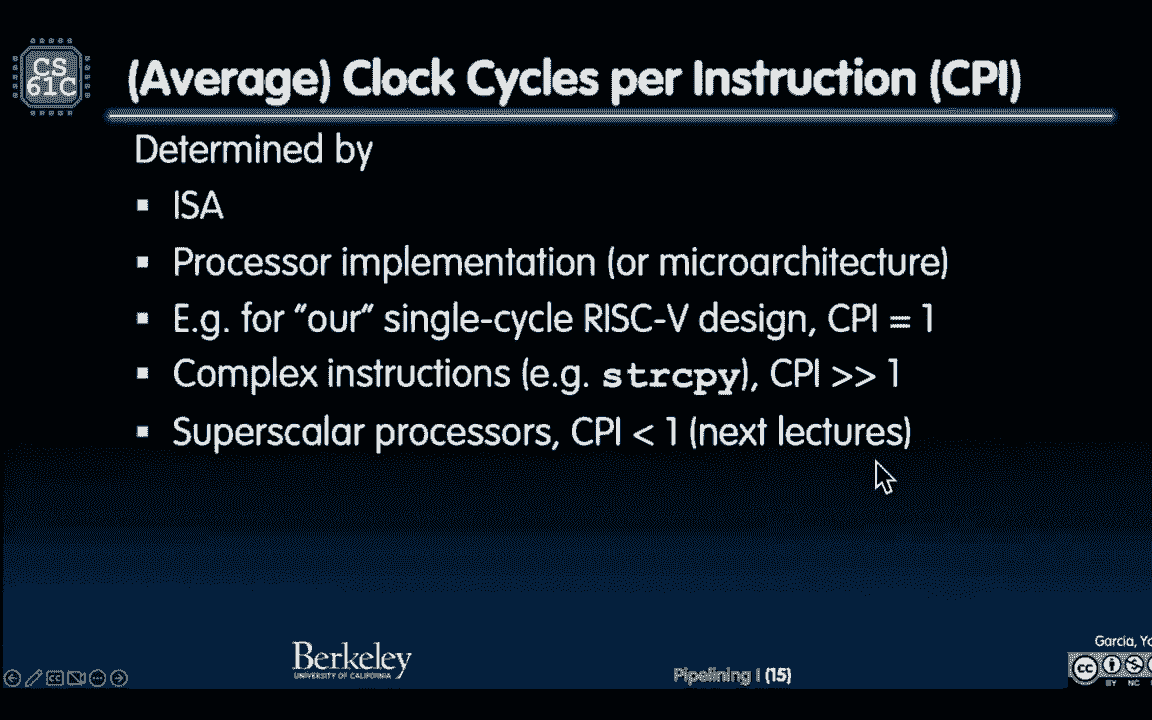 CS
61C
(Average) Clock Cycles per Instruction (CPI)
Determined by
▪ ISA
▪ Processor implementation (or microarchitecture)
▪ E.g. for “our” single-cycle RISC-V design, CPI = 1
▪ Complex instructions (e.g. strcpy), CPI >> 1
▪ Superscalar processors, CPI < 1 (next lectures)
Berkeley
UNIVERSITY OF CALIFORNIA
Pipelining I (15)
Garcia,
cc
BY NC